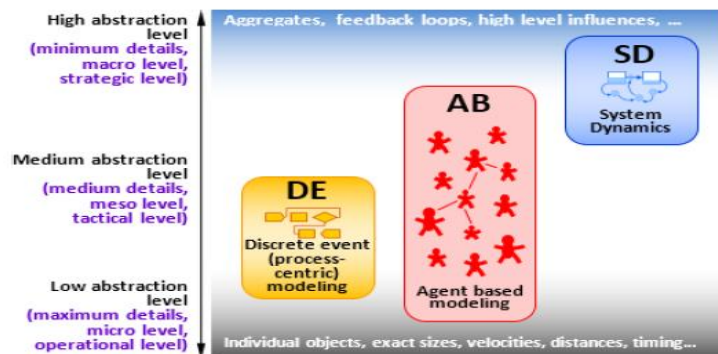 High abstraction
level
(minimum details,
macro level,
strategic level)
Medium abstraction
level
(medium details,
meso level,
tactical level)
Low abstraction
level
(maximum details,
micro level,
operational level)
Aggregates, feedback loops, high level influences, ...
SD
System
Dynamics
AB
Agent based
modeling
DE
Discrete event
(process-
centric)
modeling
Individual objects, exact sizes, velocities, distances, timing...